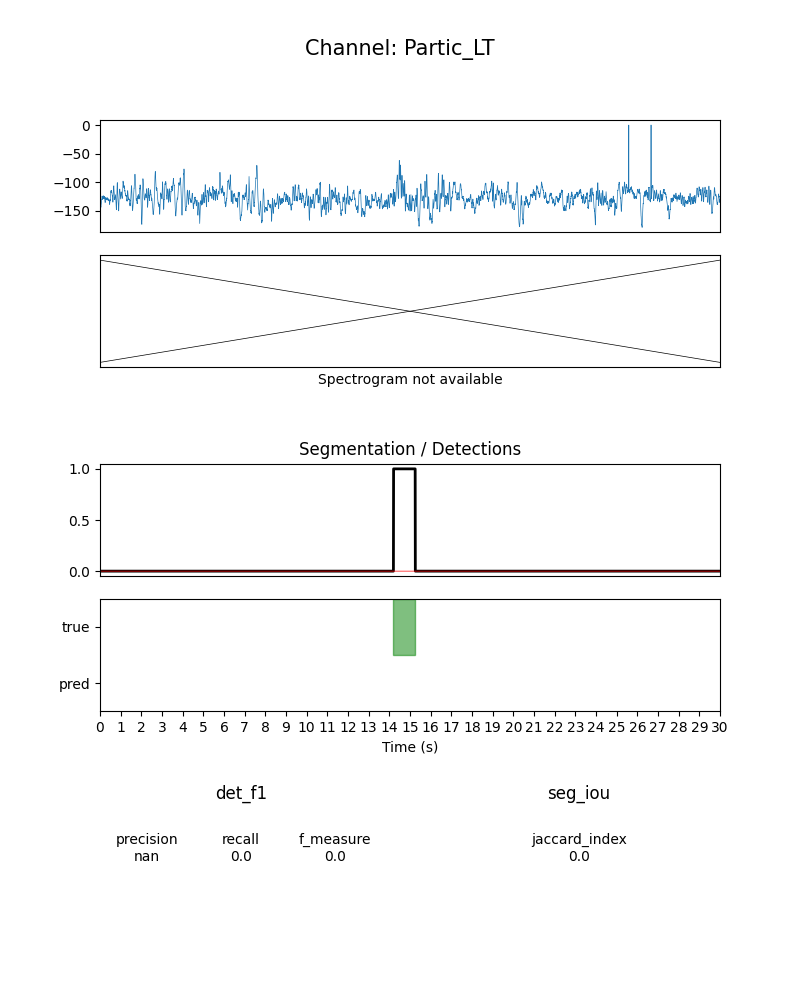 Channel: Partic_LT
0
−50
−100
−150
Spectrogram not available
Segmentation / Detections
1.0
0.5
0.0
true
pred
0 1 2 3 4 5 6 7 8 9 10 11 12 13 14 15 16 17 18 19 20 21 22 23 24 25 26 27 28 29 30
Time (s)
det_f1 seg_iou
precision recall f_measure jaccard_index
nan 0.0 0.0 0.0